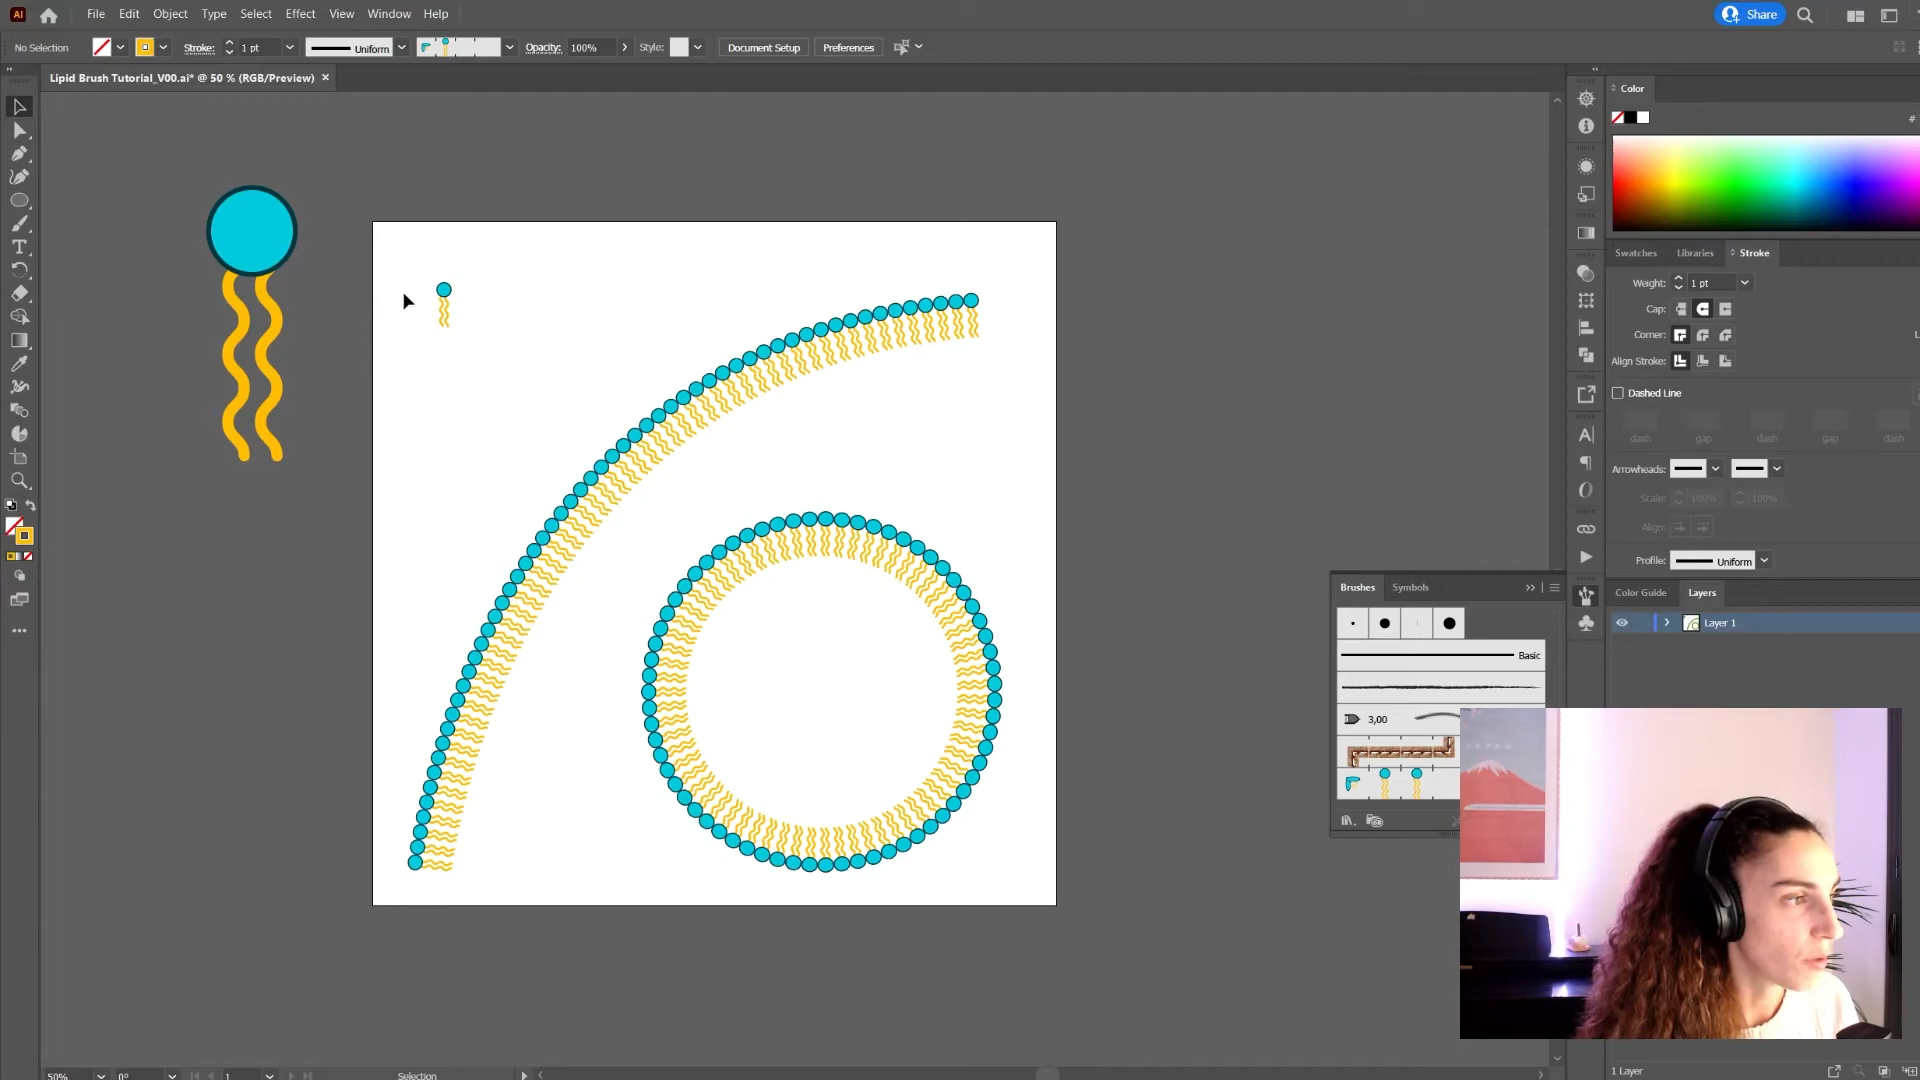 Ai File Edit Object Type Select Effect View Window Help Share
No Selection Stroke: 1 pt Uniform Opacity: 100% Style: Document Setup Preferences
Lipid Brush Tutorial_V00.ai* @ 50 % (RGB/Preview) ×
Color
#
Swatches Libraries Stroke
Weight: 1 pt
Cap:
Corner:
Align Stroke:
Dashed Line
dash gap dash gap dash
Arrowheads:
Scale: 100% 100%
Align:
Profile: Uniform
Brushes Symbols
Basic
3,00
Color Guide Layers
Layer 1
50% 0° 1 Selection
1 Layer